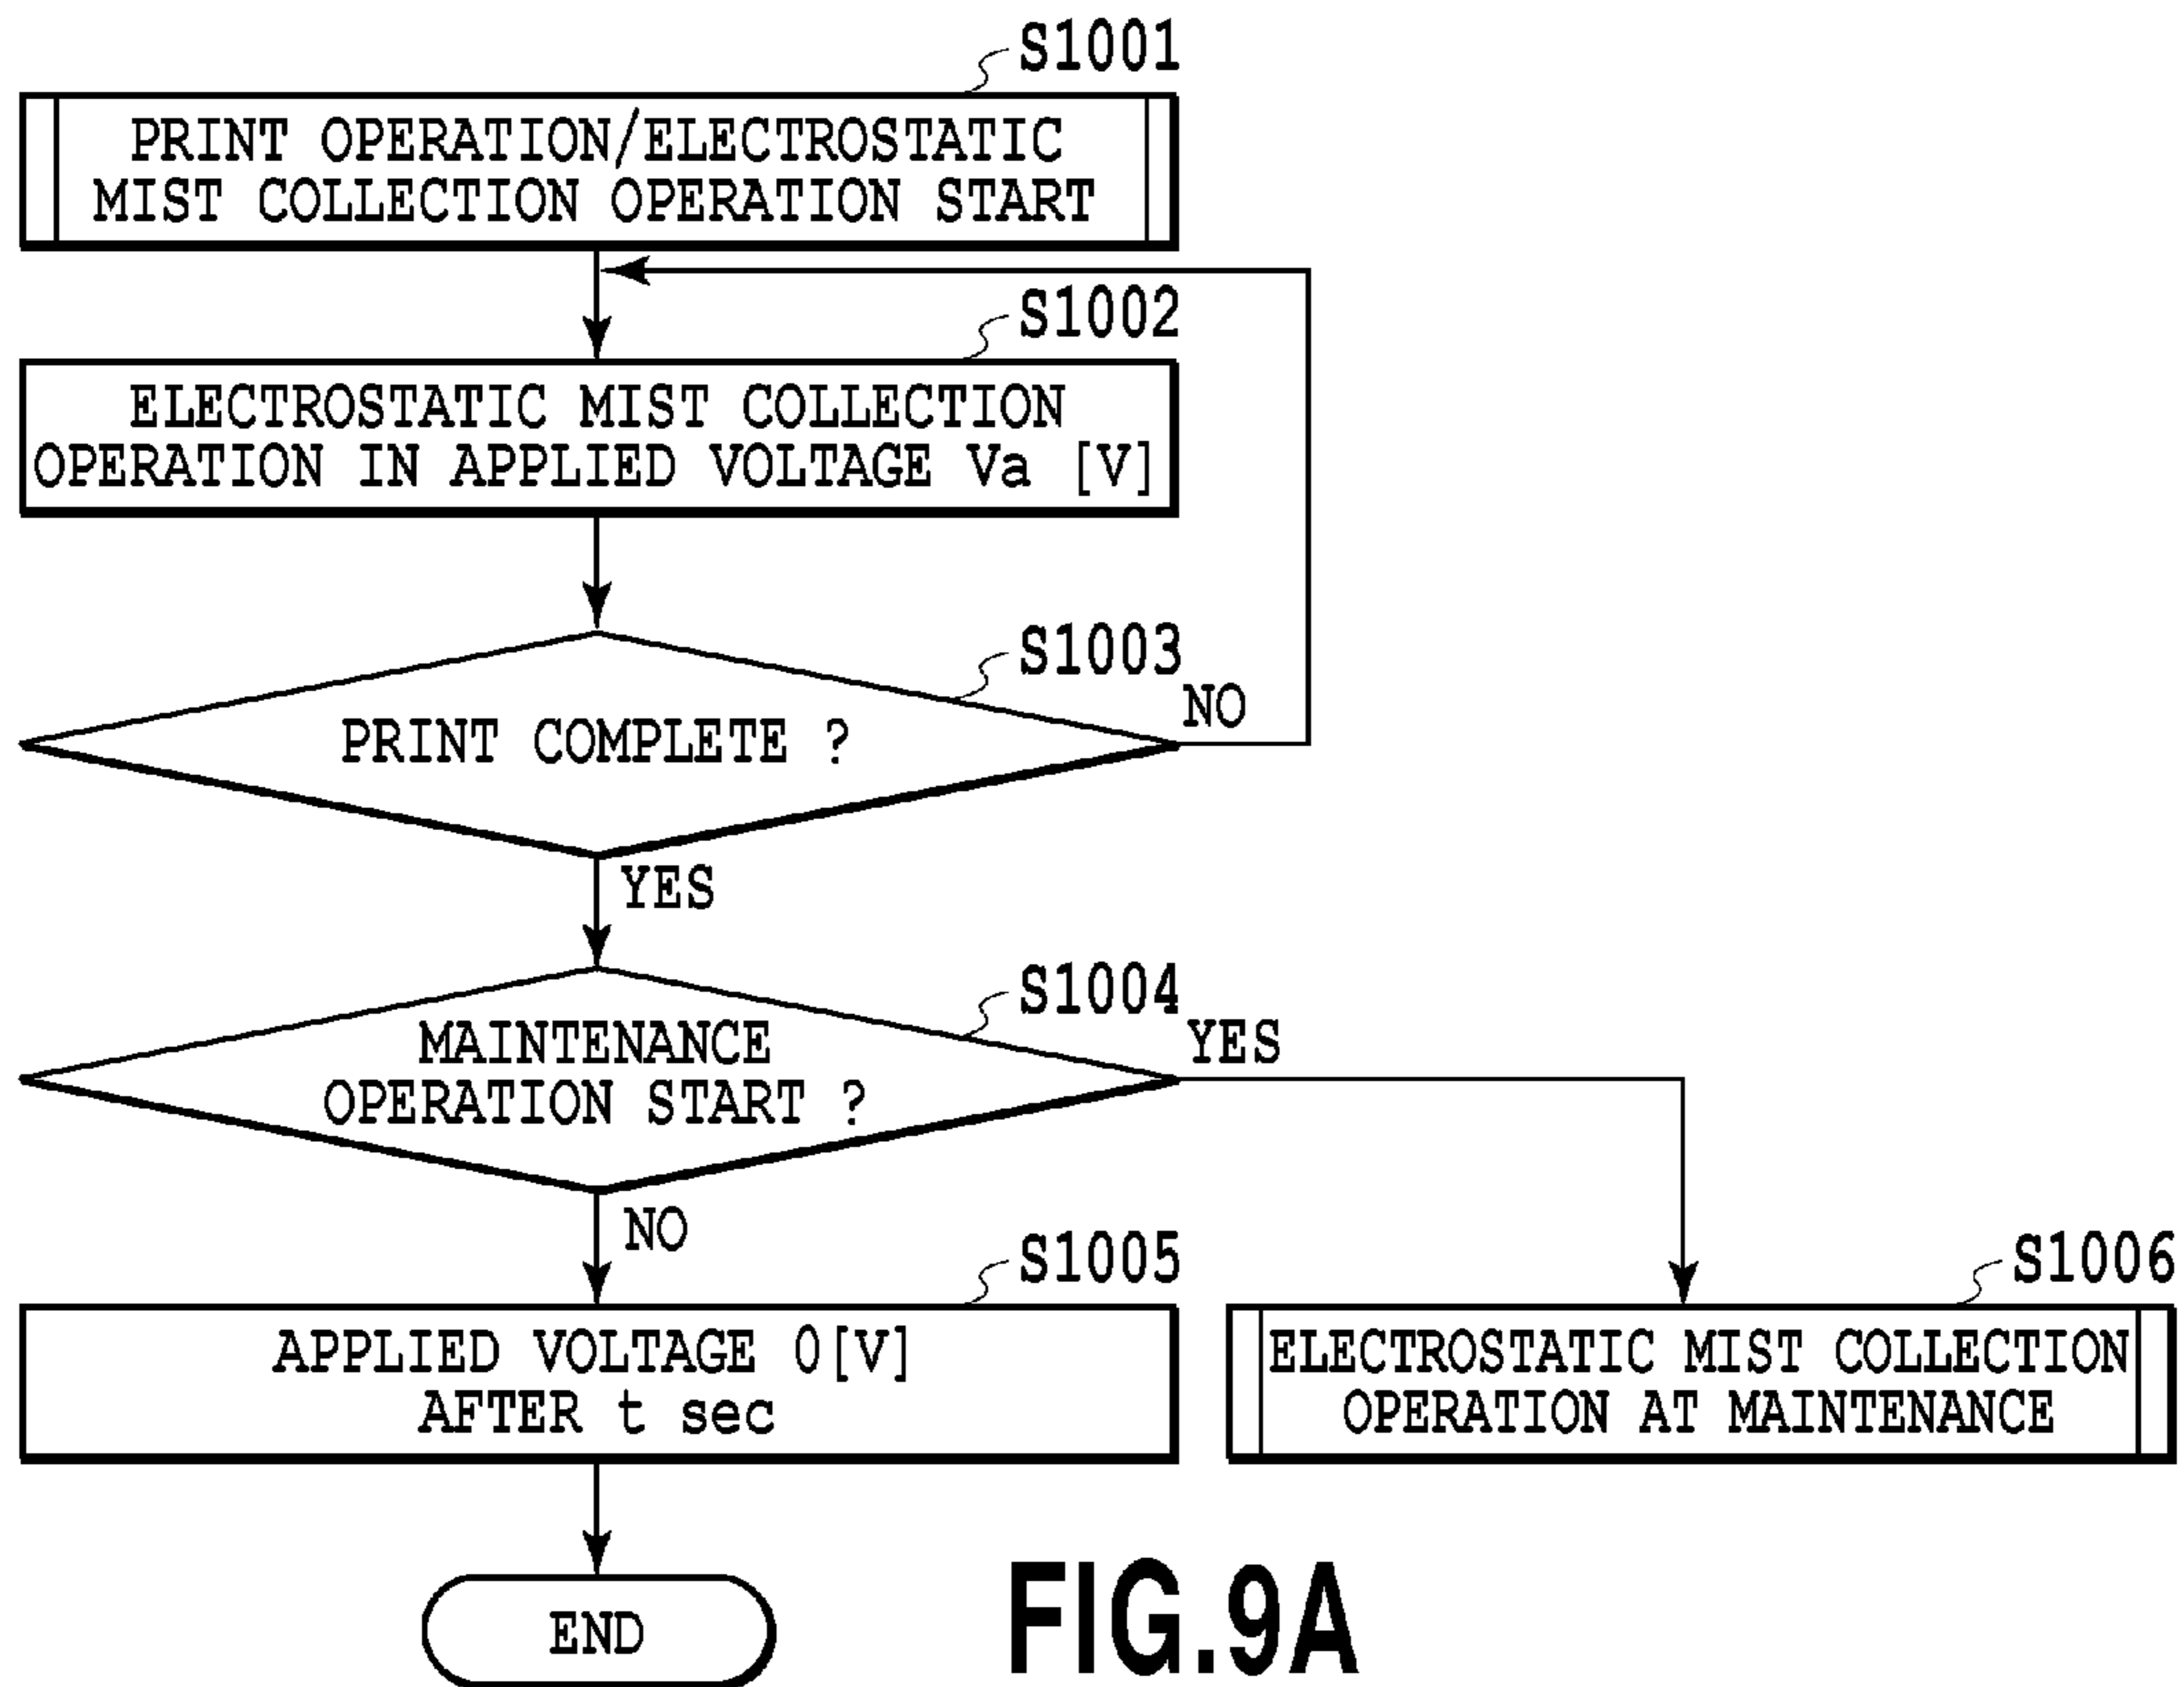 S1001
PRINT OPERATION/ELECTROSTATIC
MIST COLLECTION OPERATION START
S1002
ELECTROSTATIC MIST COLLECTION
OPERATION IN APPLIED VOLTAGE Va [V]
S1003
PRINT COMPLETE ?
NO
YES
S1004
MAINTENANCE
OPERATION START ?
YES
NO
S1005
APPLIED VOLTAGE 0[V]
AFTER t sec
S1006
ELECTROSTATIC MIST COLLECTION
OPERATION AT MAINTENANCE
END
FIG.9A